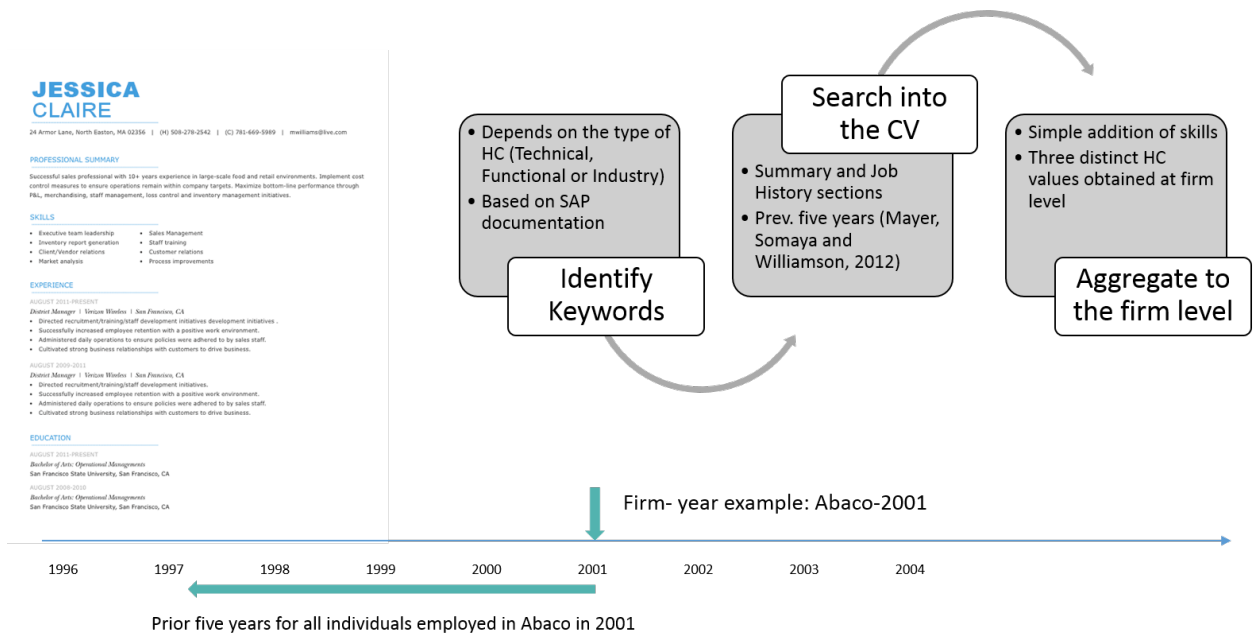 JESSICA
CLAIRE
24 Armor Lane, North Easton, MA 02356 | (H) 508-278-2542 | (C) 781-669-5989 | mwilliams@live.com
PROFESSIONAL SUMMARY
Successful sales professional with 10+ years experience in large-scale food and retail environments. Implement cost
control measures to ensure operations remain within company targets. Maximize bottom-line performance through
P&L, merchandising, staff management, loss control and inventory management initiatives.
SKILLS
• Executive team leadership
• Inventory report generation
• Client/Vendor relations
• Market analysis
• Sales Management
• Staff training
• Customer relations
• Process improvements
EXPERIENCE
AUGUST 2011-PRESENT
District Manager | Verizon Wireless | San Francisco, CA
• Directed recruitment/training/staff development initiatives development initiatives .
• Successfully increased employee retention with a positive work environment.
• Administered daily operations to ensure policies were adhered to by sales staff.
• Cultivated strong business relationships with customers to drive business.
AUGUST 2009-2011
District Manager | Verizon Wireless | San Francisco, CA
• Directed recruitment/training/staff development initiatives.
• Successfully increased employee retention with a positive work environment.
• Administered daily operations to ensure policies were adhered to by sales staff.
• Cultivated strong business relationships with customers to drive business.
EDUCATION
AUGUST 2011-PRESENT
Bachelor of Arts: Operational Managements
San Francisco State University, San Francisco, CA
AUGUST 2008-2010
Bachelor of Arts: Operational Managements
San Francisco State University, San Francisco, CA
• Depends on the type of
HC (Technical,
Functional or Industry)
• Based on SAP
documentation
Identify
Keywords
Search into
the CV
• Summary and Job
History sections
• Prev. five years (Mayer,
Somaya and
Williamson, 2012)
• Simple addition of skills
• Three distinct HC
values obtained at firm
level
Aggregate to
the firm level
Firm- year example: Abaco-2001
1996 1997 1998 1999 2000 2001 2002 2003 2004
Prior five years for all individuals employed in Abaco in 2001